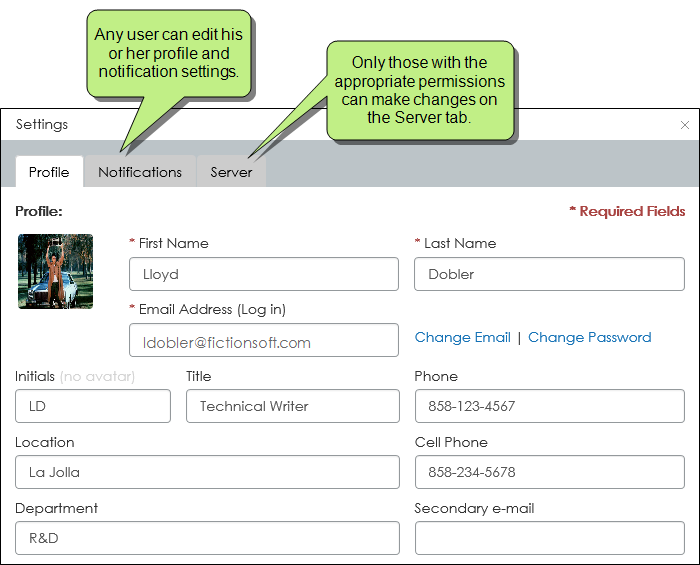 Any user can edit his
or her profile and
notification settings.
Only those with the
appropriate permissions
can make changes on
the Server tab.
Settings
Profile Notifications Server
Profile: * Required Fields
* First Name * Last Name
Lloyd Dobler
* Email Address (Log in)
ldobler@fictionsoft.com Change Email | Change Password
Initials (no avatar) Title Phone
LD Technical Writer 858-123-4567
Location Cell Phone
La Jolla 858-234-5678
Department Secondary e-mail
R&D